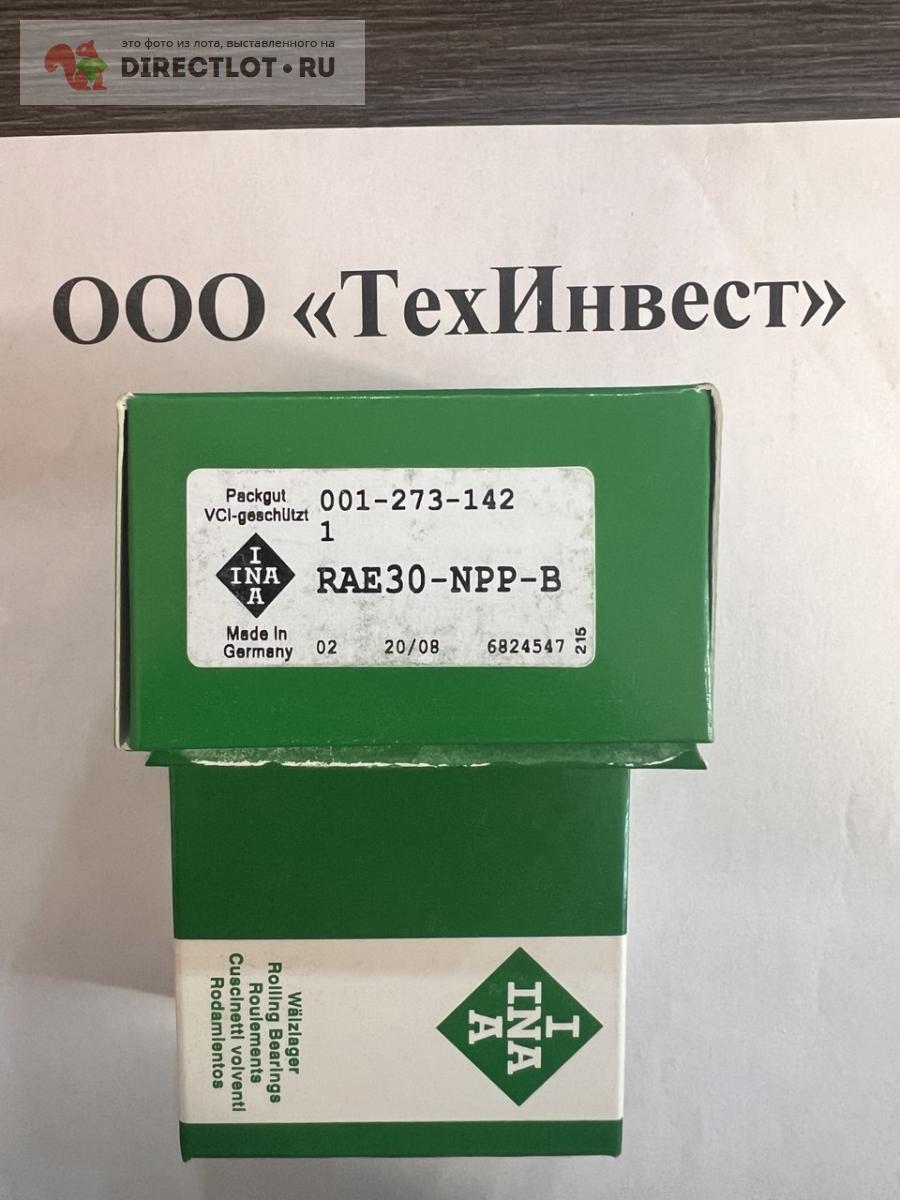 это фото из лота, выставленного на
DIRECTLOT•RU
ООО «ТехИнвест»
Packgut
VCI-geschützt
001-273-142
1
I
INA
A
RAE30-NPP-B
Made in
Germany
02 20/08 6824547 215
I
INA
A
Wälzlager
Rolling Bearings
Roulements
Cuscinetti volventi
Rodamientos